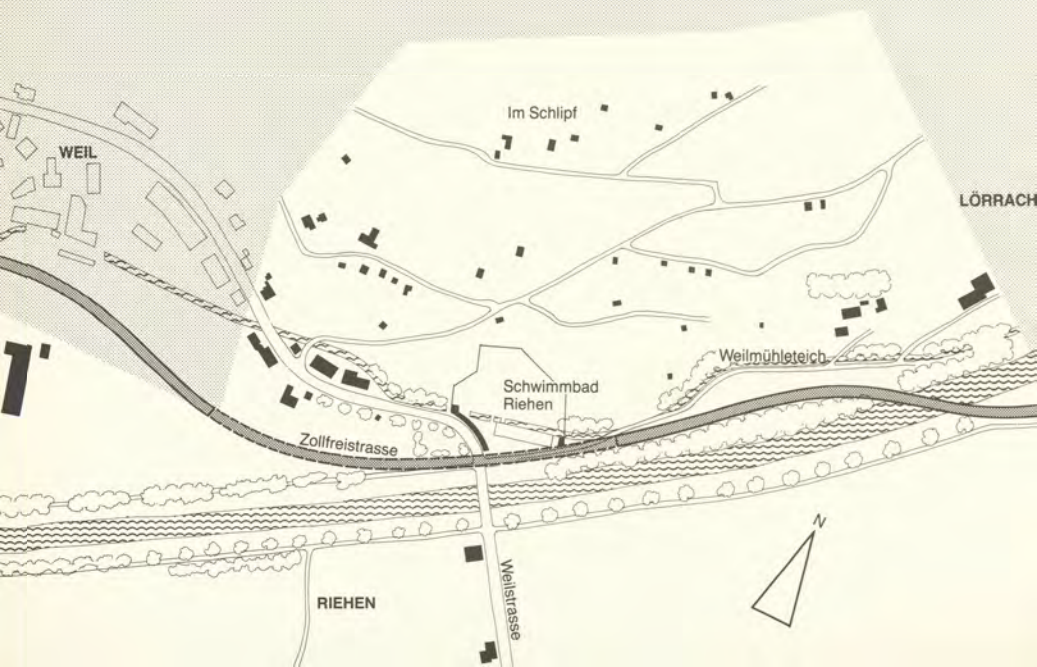 Im Schlipf
WEIL
LÖRRACH
Weilmühleteich
Schwimmbad
Riehen
Zollfreistrasse
N
Weilstrasse
RIEHEN